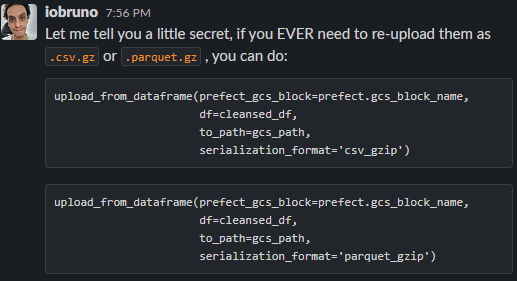 iobruno 7:56 PM
Let me tell you a little secret, if you EVER need to re-upload them as
.csv.gz or .parquet.gz , you can do:
upload_from_dataframe(prefect_gcs_block=prefect.gcs_block_name,
df=cleansed_df,
to_path=gcs_path,
serialization_format='csv_gzip')
upload_from_dataframe(prefect_gcs_block=prefect.gcs_block_name,
df=cleansed_df,
to_path=gcs_path,
serialization_format='parquet_gzip')